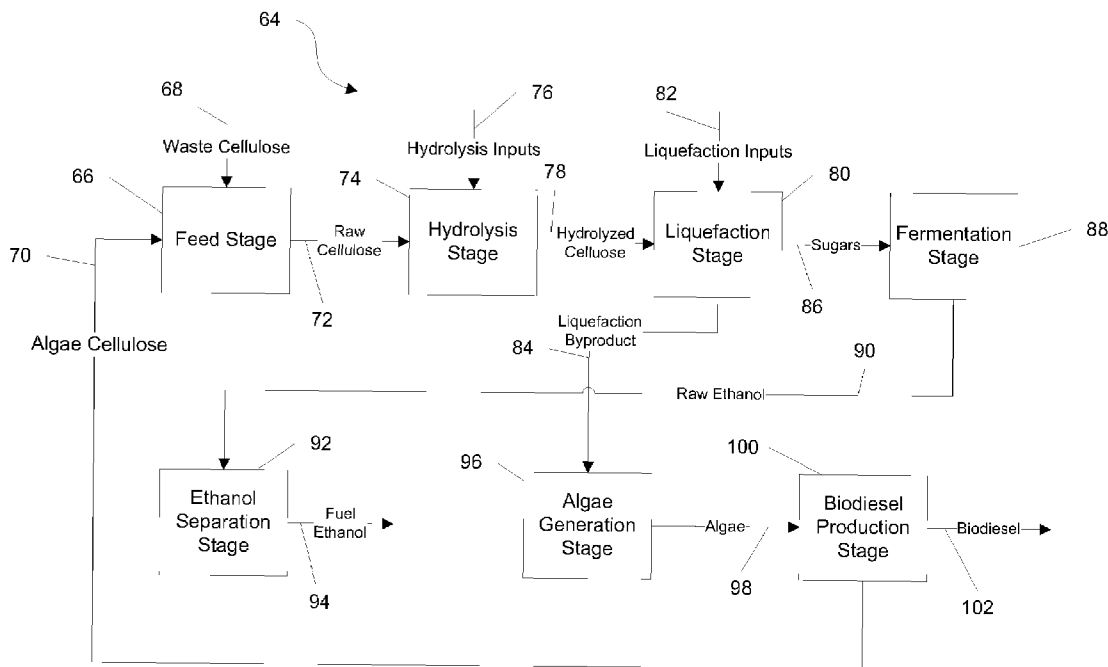 64
68
76
82
Waste Cellulose
Hydrolysis Inputs
Liquefaction Inputs
66
74
78
80
Feed Stage
Raw
Cellulose
Hydrolysis
Stage
Hydrolyzed
Celluose
Liquefaction
Stage
Sugars
Fermentation
Stage
88
70
72
86
Algae Cellulose
Liquefaction
Byproduct
84
90
Raw Ethanol
92
96
100
Ethanol
Separation
Stage
Fuel
Ethanol
Algae
Generation
Stage
Algae
Biodiesel
Production
Stage
Biodiesel
94
98
102